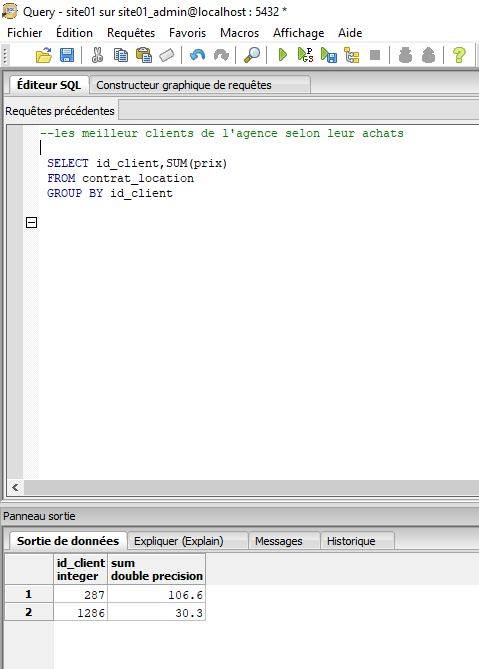 Query - site01 sur site01_admin@localhost : 5432 *
Fichier Édition Requêtes Favoris Macros Affichage Aide
Éditeur SQL Constructeur graphique de requêtes
Requêtes précédentes
--les meilleur clients de l'agence selon leur achats
SELECT id_client,SUM(prix)
FROM contrat_location
GROUP BY id_client
Panneau sortie
Sortie de données Expliquer (Explain) Messages Historique
id_client sum
integer double precision
1 287 106.6
2 1286 30.3